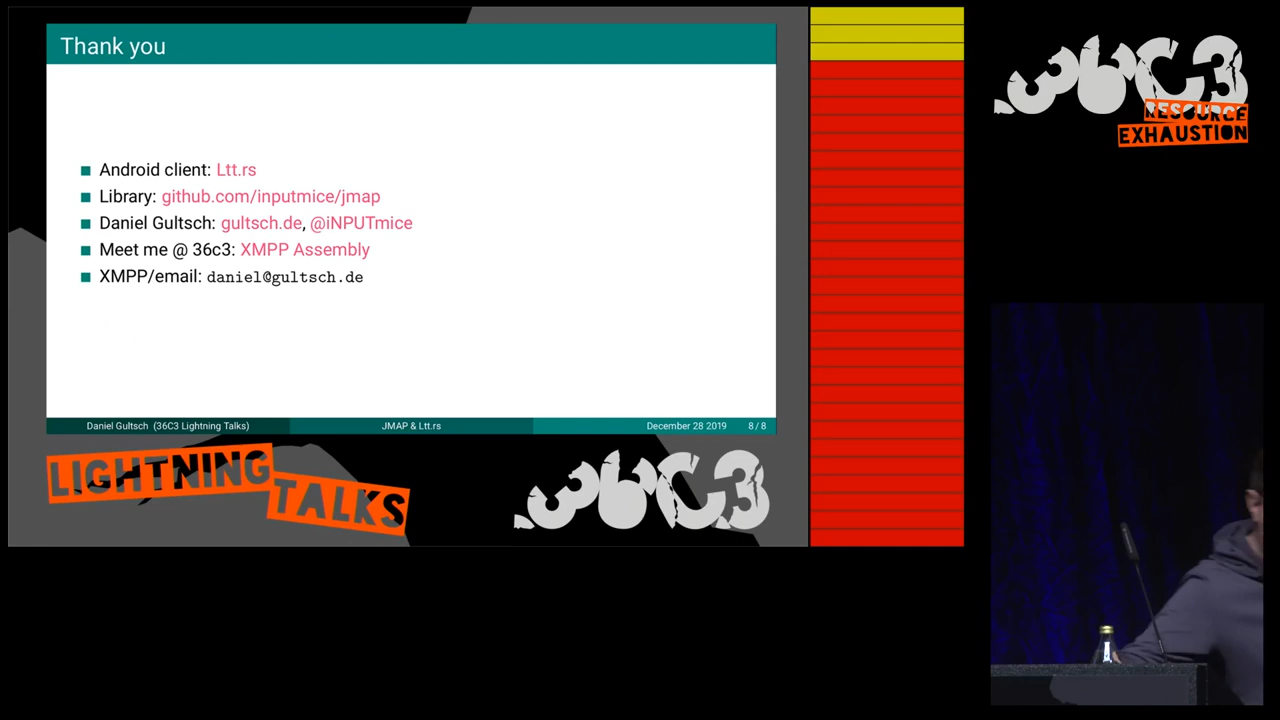 Thank you
Android client: Ltt.rs
Library: github.com/inputmice/jmap
Daniel Gultsch: gultsch.de, @iNPUTmice
Meet me @ 36c3: XMPP Assembly
XMPP/email: daniel@gultsch.de
Daniel Gultsch (36C3 Lightning Talks) JMAP & Ltt.rs December 28 2019 8 / 8
LIGHTNING
TALKS
36C3
36C3
RESOURCE
EXHAUSTION